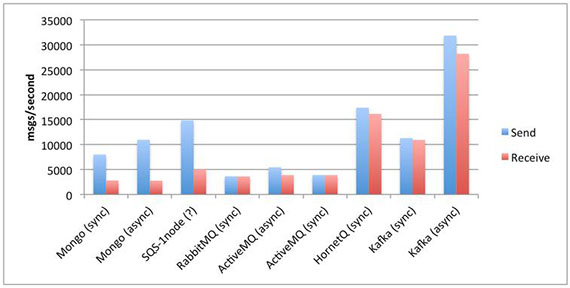 35000
30000
25000
20000
15000
10000
5000
0
msgs/second
Mongo (sync)
Mongo (async)
SQS-1node (?)
RabbitMQ (sync)
ActiveMQ (async)
ActiveMQ (sync)
HornetQ (sync)
Kafka (sync)
Kafka (async)
Send
Receive